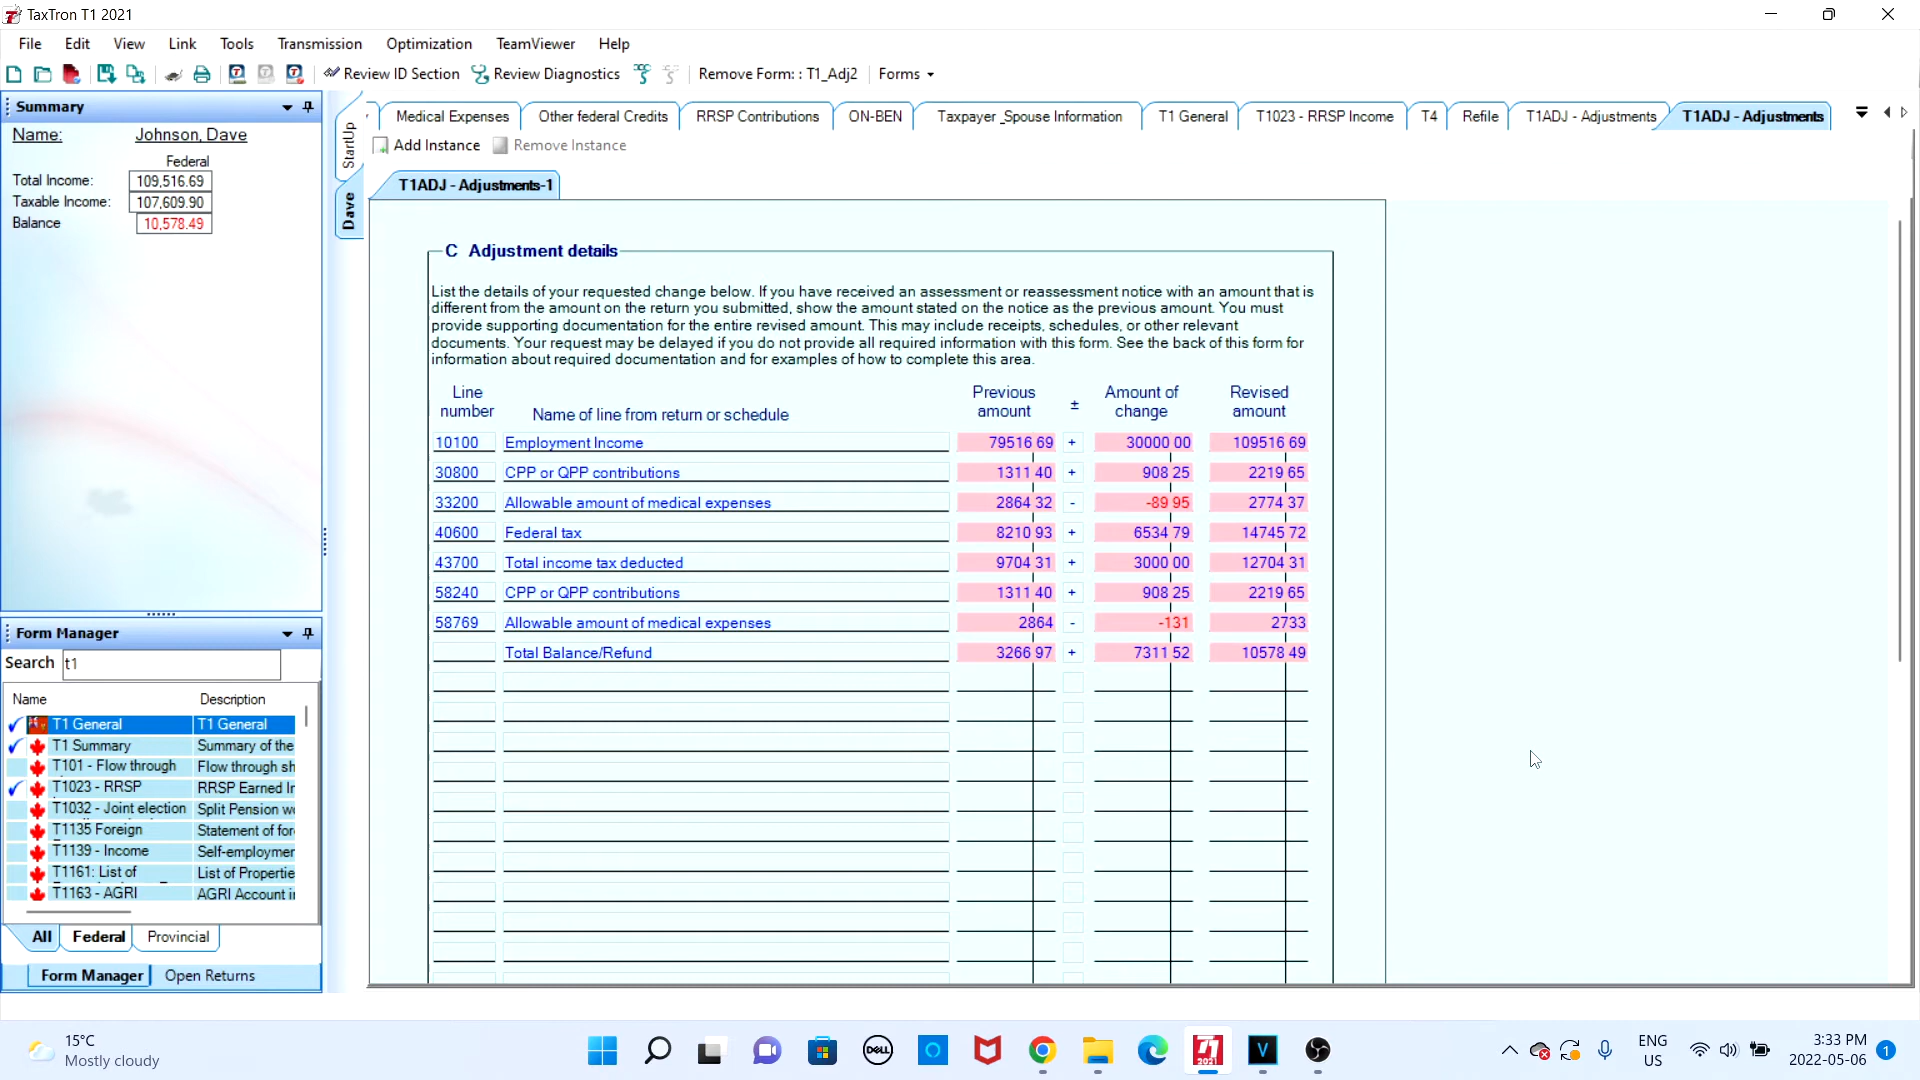 TaxTron T1 2021
File Edit View Link Tools Transmission Optimization TeamViewer Help
Review ID Section Review Diagnostics Remove Form: : T1_Adj2 Forms
Summary
Name: Johnson, Dave
Federal
Total Income: 109,516.69
Taxable Income: 107,609.90
Balance 10,578.49
StartUp
Dave
Medical Expenses Other federal Credits RRSP Contributions ON-BEN Taxpayer _Spouse Information T1 General T1023 - RRSP Income T4 Refile T1ADJ - Adjustments T1ADJ - Adjustments
Add Instance Remove Instance
T1ADJ - Adjustments-1
C Adjustment details
List the details of your requested change below. If you have received an assessment or reassessment notice with an amount that is
different from the amount on the return you submitted, show the amount stated on the notice as the previous amount. You must
provide supporting documentation for the entire revised amount. This may include receipts, schedules, or other relevant
documents. Your request may be delayed if you do not provide all required information with this form. See the back of this form for
information about required documentation and for examples of how to complete this area.
Line number Name of line from return or schedule Previous amount ± Amount of change Revised amount
10100 Employment Income 79516 69 + 30000 00 109516 69
30800 CPP or QPP contributions 1311 40 + 908 25 2219 65
33200 Allowable amount of medical expenses 2864 32 - -89 95 2774 37
40600 Federal tax 8210 93 + 6534 79 14745 72
43700 Total income tax deducted 9704 31 + 3000 00 12704 31
58240 CPP or QPP contributions 1311 40 + 908 25 2219 65
58769 Allowable amount of medical expenses 2864 - -131 2733
Total Balance/Refund 3266 97 + 7311 52 10578 49
Form Manager
Search t1
Name Description
T1 General T1 General
T1 Summary Summary of the
T101 - Flow through Flow through sh
T1023 - RRSP RRSP Earned In
T1032 - Joint election Split Pension w
T1135 Foreign Statement of for
T1139 - Income Self-employmen
T1161: List of List of Propertie
T1163 - AGRI AGRI Account i
All Federal Provincial
Form Manager Open Returns
15°C
Mostly cloudy
DELL
T1
2021
V
ENG
US
3:33 PM
2022-05-06
1